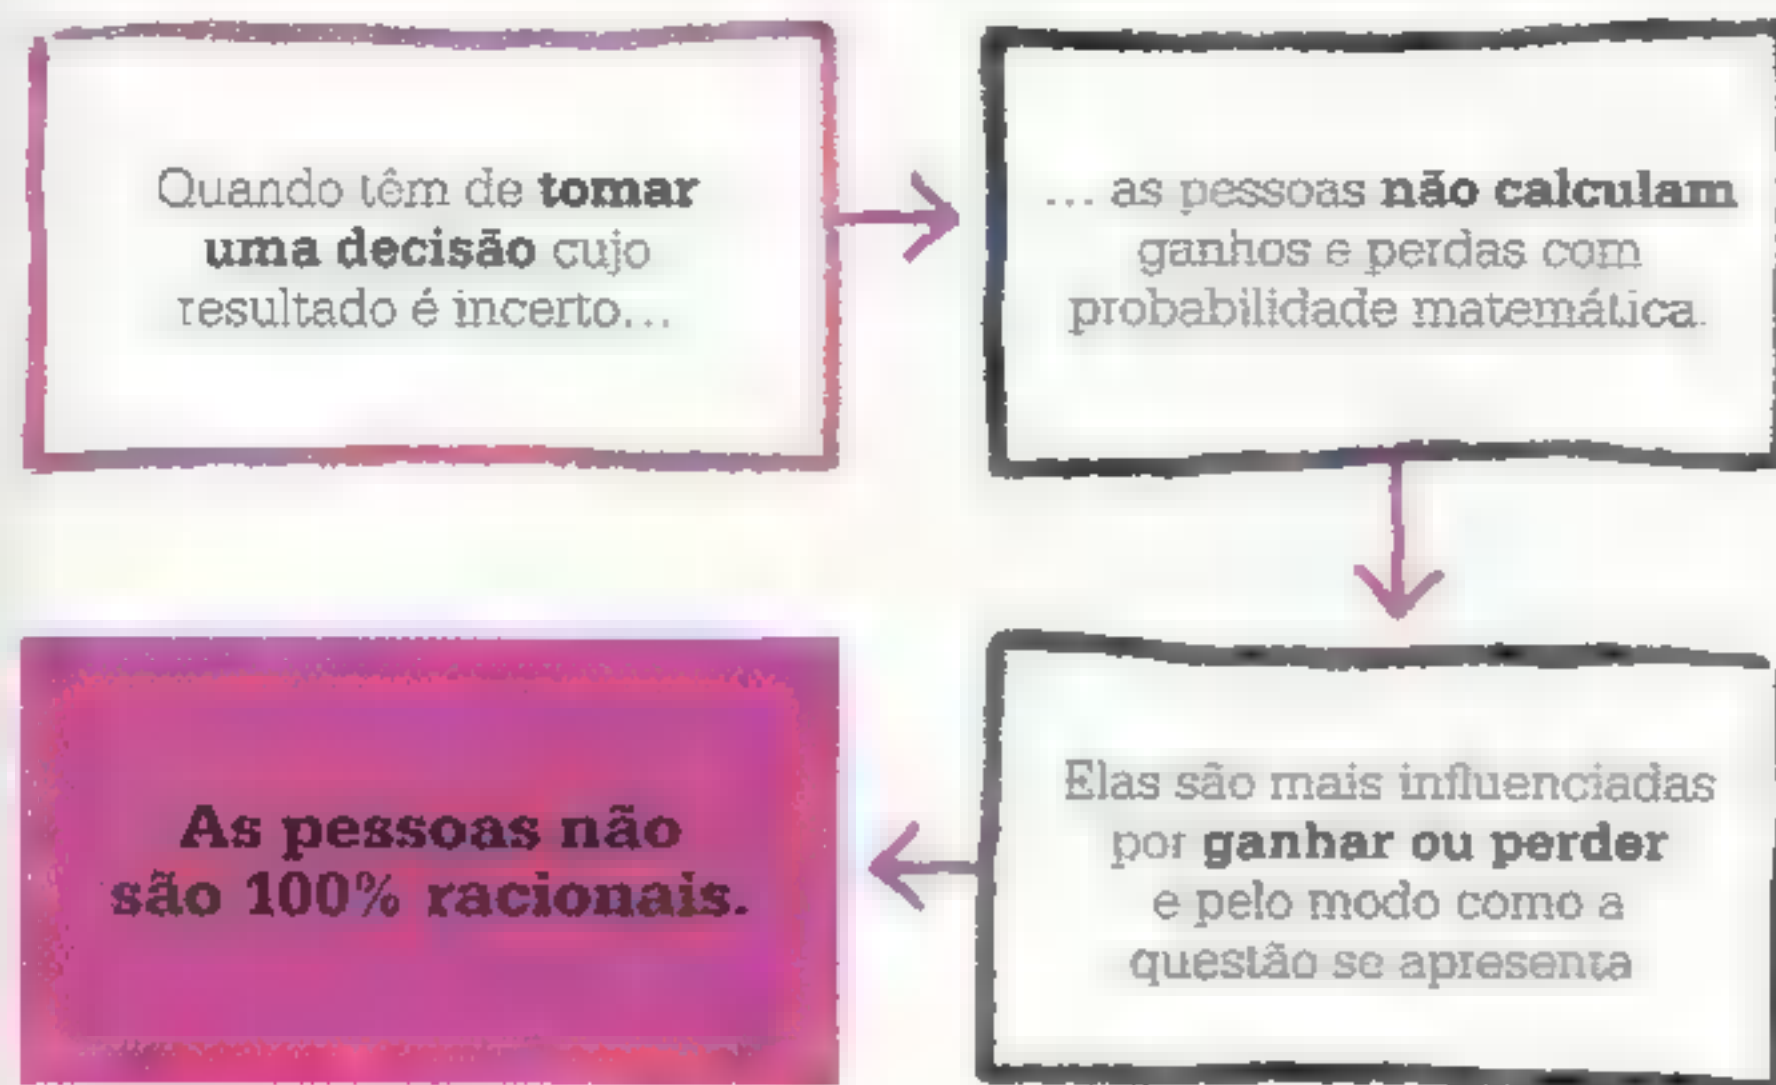 Quando têm de tomar
uma decisão cujo
resultado é incerto...
... as pessoas não calculam
ganhos e perdas com
probabilidade matemática.
Elas são mais influenciadas
por ganhar ou perder
e pelo modo como a
questão se apresenta
As pessoas não
são 100% racionais.